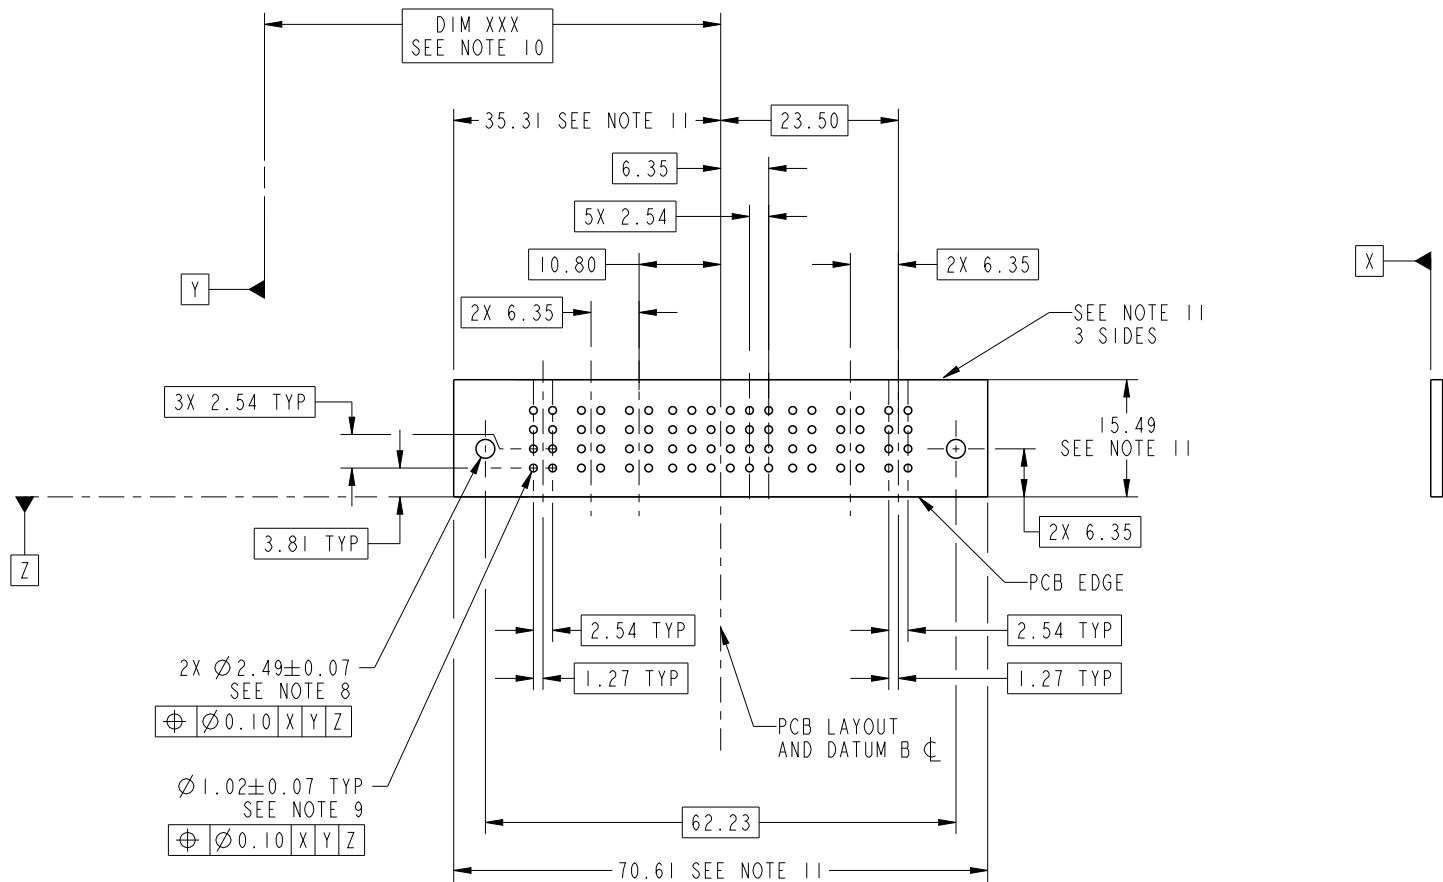 DIM XXX
SEE NOTE 10
35.31 SEE NOTE 11
23.50
6.35
5X 2.54
10.80
2X 6.35
X
Y
2X 6.35
SEE NOTE 11
3 SIDES
3X 2.54 TYP
15.49
SEE NOTE 11
3.81 TYP
2X 6.35
Z
PCB EDGE
2.54 TYP
2.54 TYP
2X Ø2.49±0.07
SEE NOTE 8
⌖ Ø0.10 X Y Z
1.27 TYP
1.27 TYP
PCB LAYOUT
AND DATUM B ℄
Ø1.02±0.07 TYP
SEE NOTE 9
⌖ Ø0.10 X Y Z
62.23
70.61 SEE NOTE 11